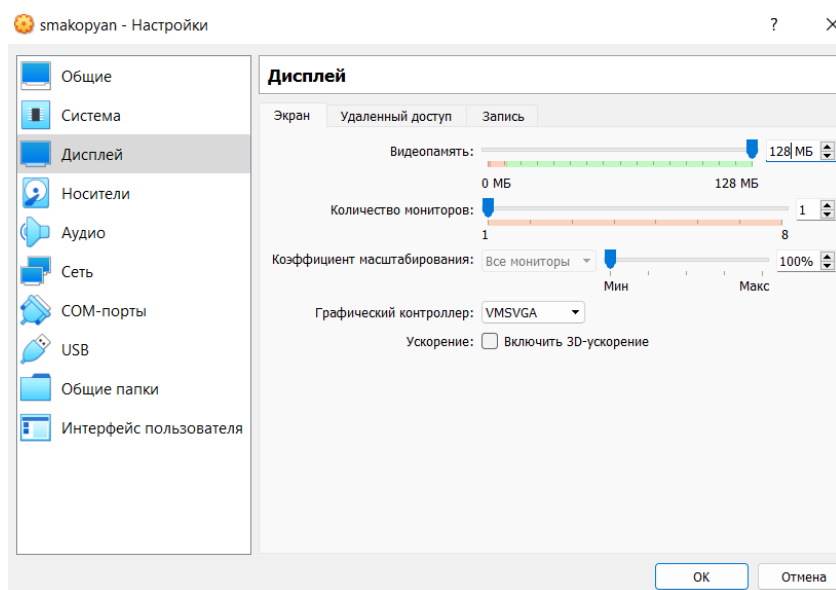 smakopyan - Настройки
?
Общие
Система
Дисплей
Носители
Аудио
Сеть
COM-порты
USB
Общие папки
Интерфейс пользователя
Дисплей
Экран Удаленный доступ Запись
Видеопамять: 128 МБ
0 МБ 128 МБ
Количество мониторов: 1
1 8
Коэффициент масштабирования: Все мониторы 100%
Мин Макс
Графический контроллер: VMSVGA
Ускорение: Включить 3D-ускорение
OK Отмена